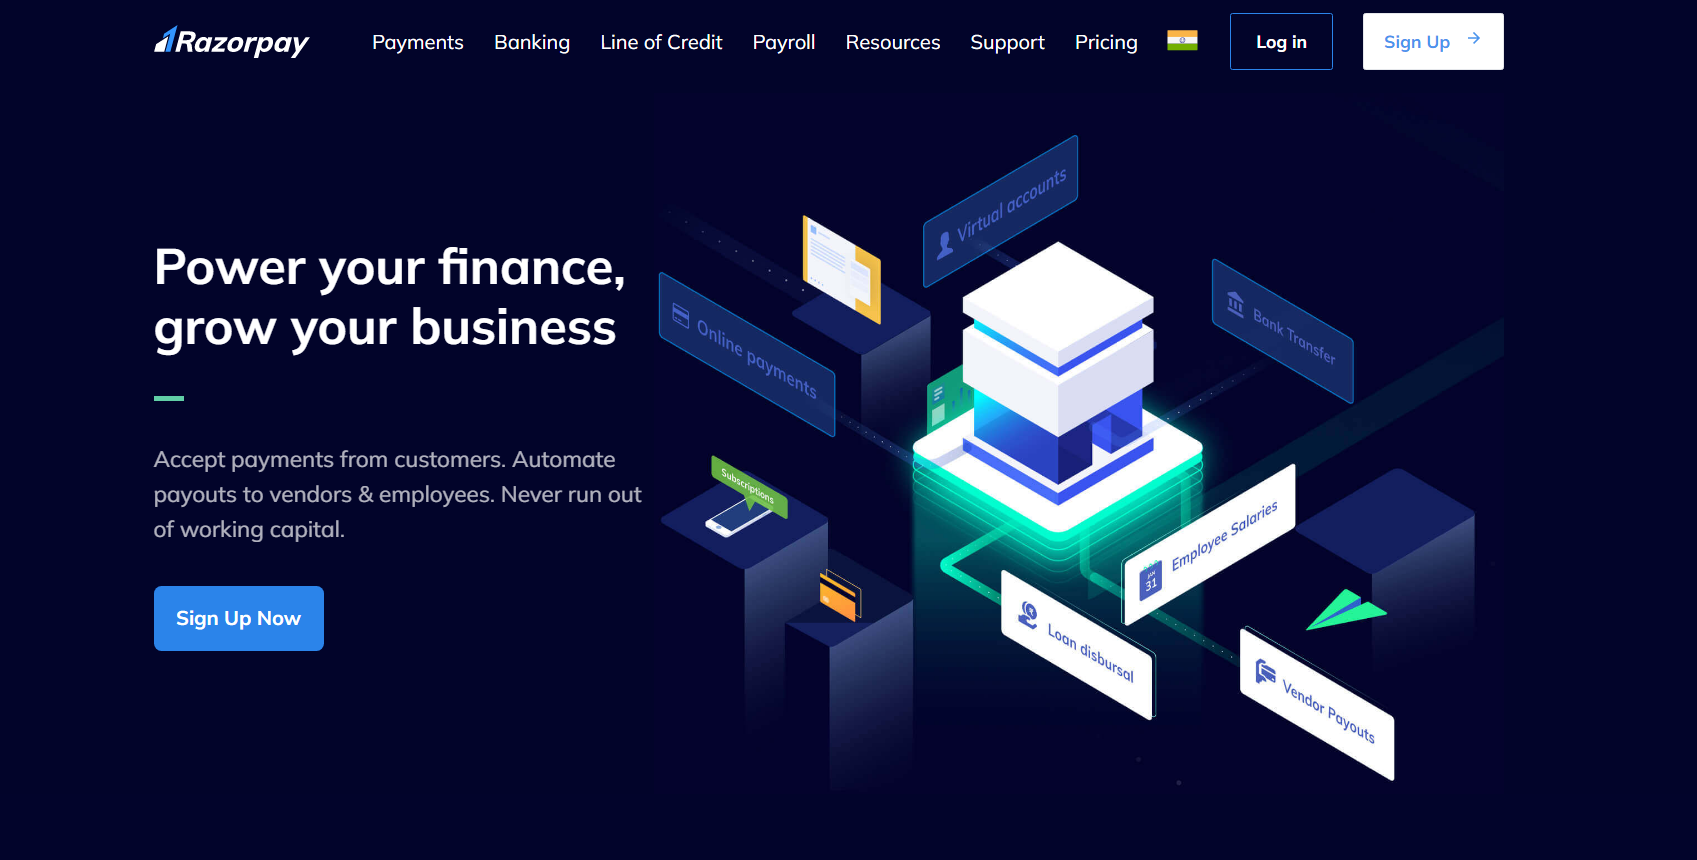 Razorpay
Payments
Banking
Line of Credit
Payroll
Resources
Support
Pricing
Log in
Sign Up
Power your finance,
grow your business
Accept payments from customers. Automate
payouts to vendors & employees. Never run out
of working capital.
Sign Up Now
Virtual accounts
Online payments
Bank Transfer
Subscriptions
Employee Salaries
JAN
31
Loan disbursal
Vendor Payouts